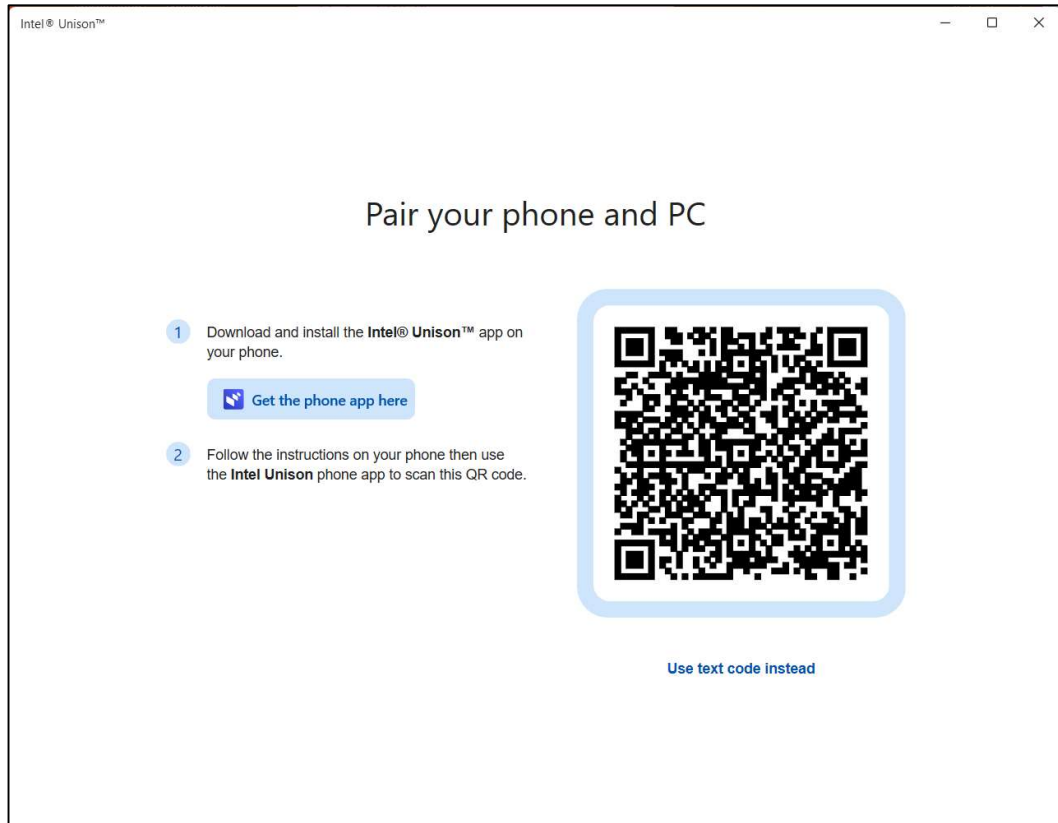 Intel® Unison™
Pair your phone and PC
1
Download and install the Intel® Unison™ app on
your phone.
Get the phone app here
2
Follow the instructions on your phone then use
the Intel Unison phone app to scan this QR code.
Use text code instead